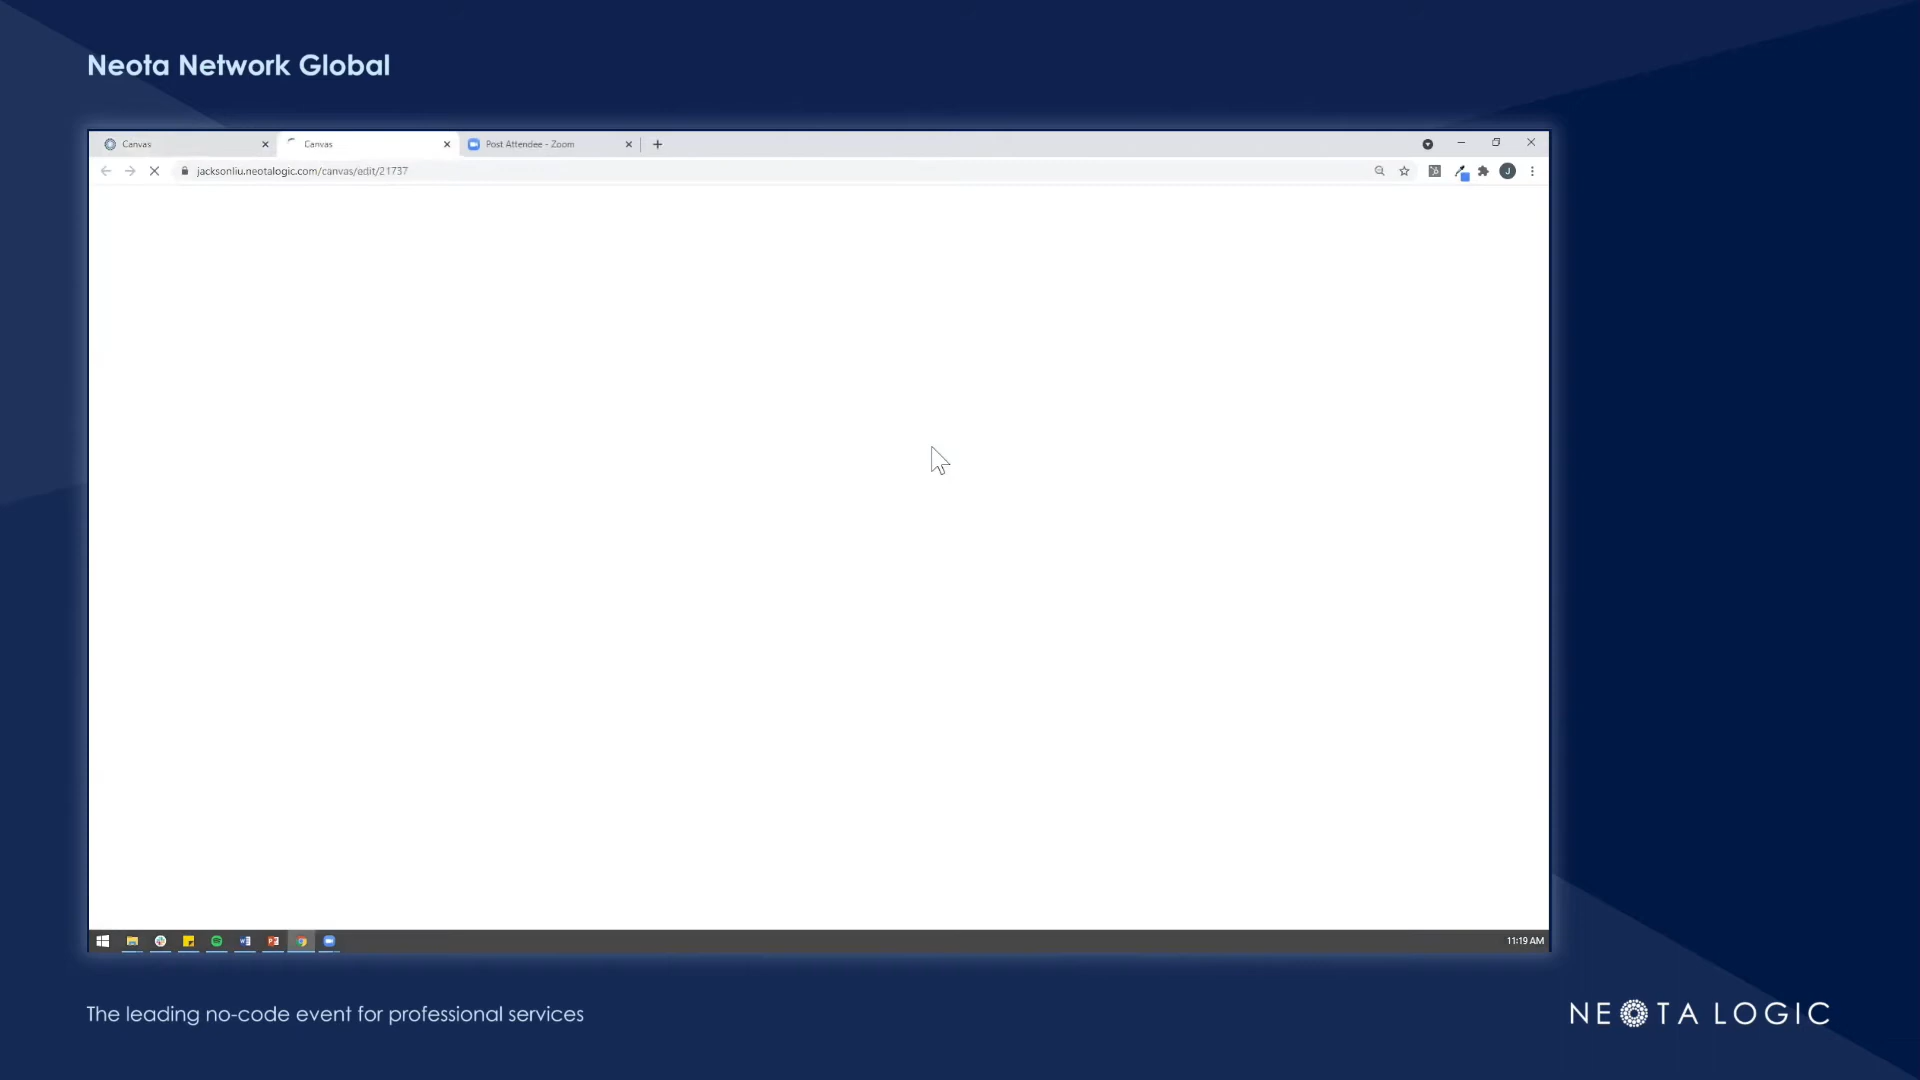 Neota Network Global
Canvas
Canvas
Post Attendee - Zoom
jacksonliu.neotalogic.com/canvas/edit/21737
J
11:19 AM
The leading no-code event for professional services
NEOTA LOGIC